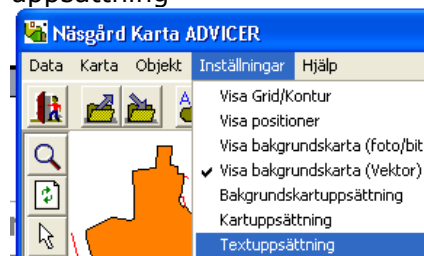 uppsättning
Näsgård Karta ADVICER
Data Karta Objekt Inställningar Hjälp
Visa Grid/Kontur
Visa positioner
Visa bakgrundskarta (foto/bit
Visa bakgrundskarta (Vektor)
Bakgrundskartuppsättning
Kartuppsättning
Textuppsättning